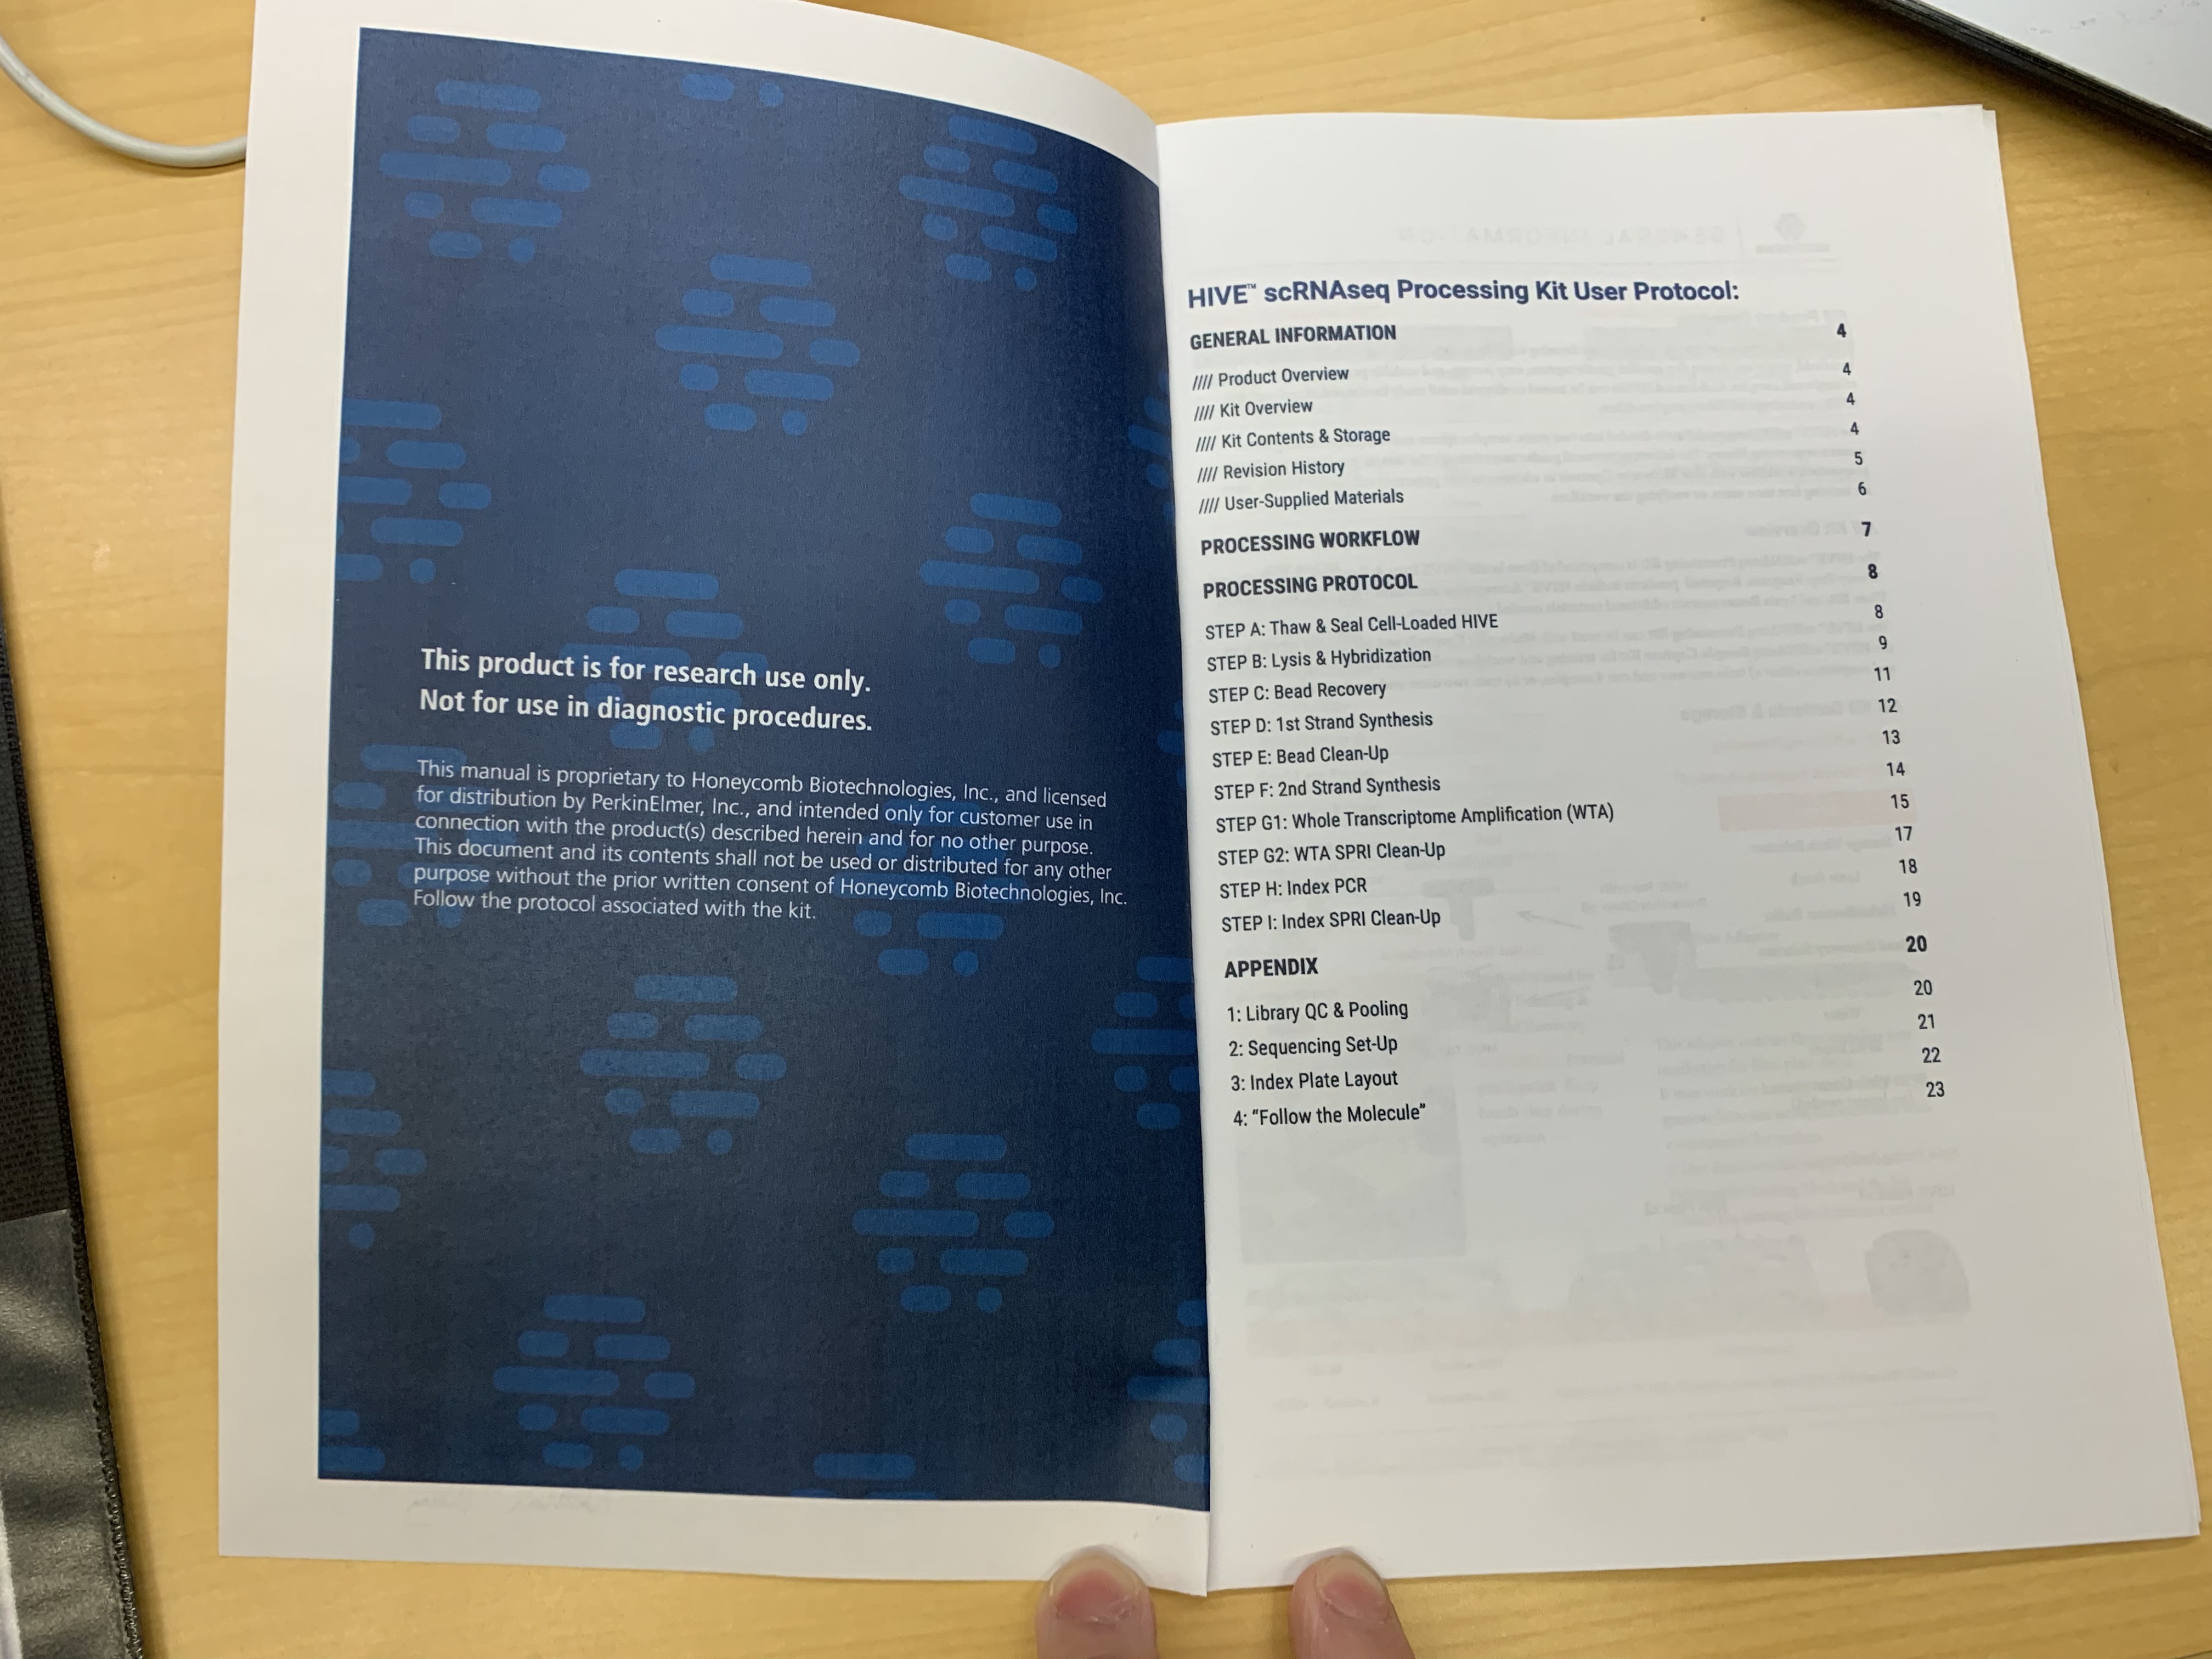 This product is for research use only.
Not for use in diagnostic procedures.
This manual is proprietary to Honeycomb Biotechnologies, Inc., and licensed
for distribution by PerkinElmer, Inc., and intended only for customer use in
connection with the product(s) described herein and for no other purpose.
This document and its contents shall not be used or distributed for any other
purpose without the prior written consent of Honeycomb Biotechnologies, Inc.
Follow the protocol associated with the kit.
HIVE™ scRNAseq Processing Kit User Protocol:
GENERAL INFORMATION 4
//// Product Overview 4
//// Kit Overview 4
//// Kit Contents & Storage 4
//// Revision History 5
//// User-Supplied Materials 6
PROCESSING WORKFLOW 7
PROCESSING PROTOCOL 8
STEP A: Thaw & Seal Cell-Loaded HIVE 8
STEP B: Lysis & Hybridization 9
STEP C: Bead Recovery 11
STEP D: 1st Strand Synthesis 12
STEP E: Bead Clean-Up 13
STEP F: 2nd Strand Synthesis 14
STEP G1: Whole Transcriptome Amplification (WTA) 15
STEP G2: WTA SPRI Clean-Up 17
STEP H: Index PCR 18
STEP I: Index SPRI Clean-Up 19
APPENDIX 20
1: Library QC & Pooling 20
2: Sequencing Set-Up 21
3: Index Plate Layout 22
4: “Follow the Molecule” 23